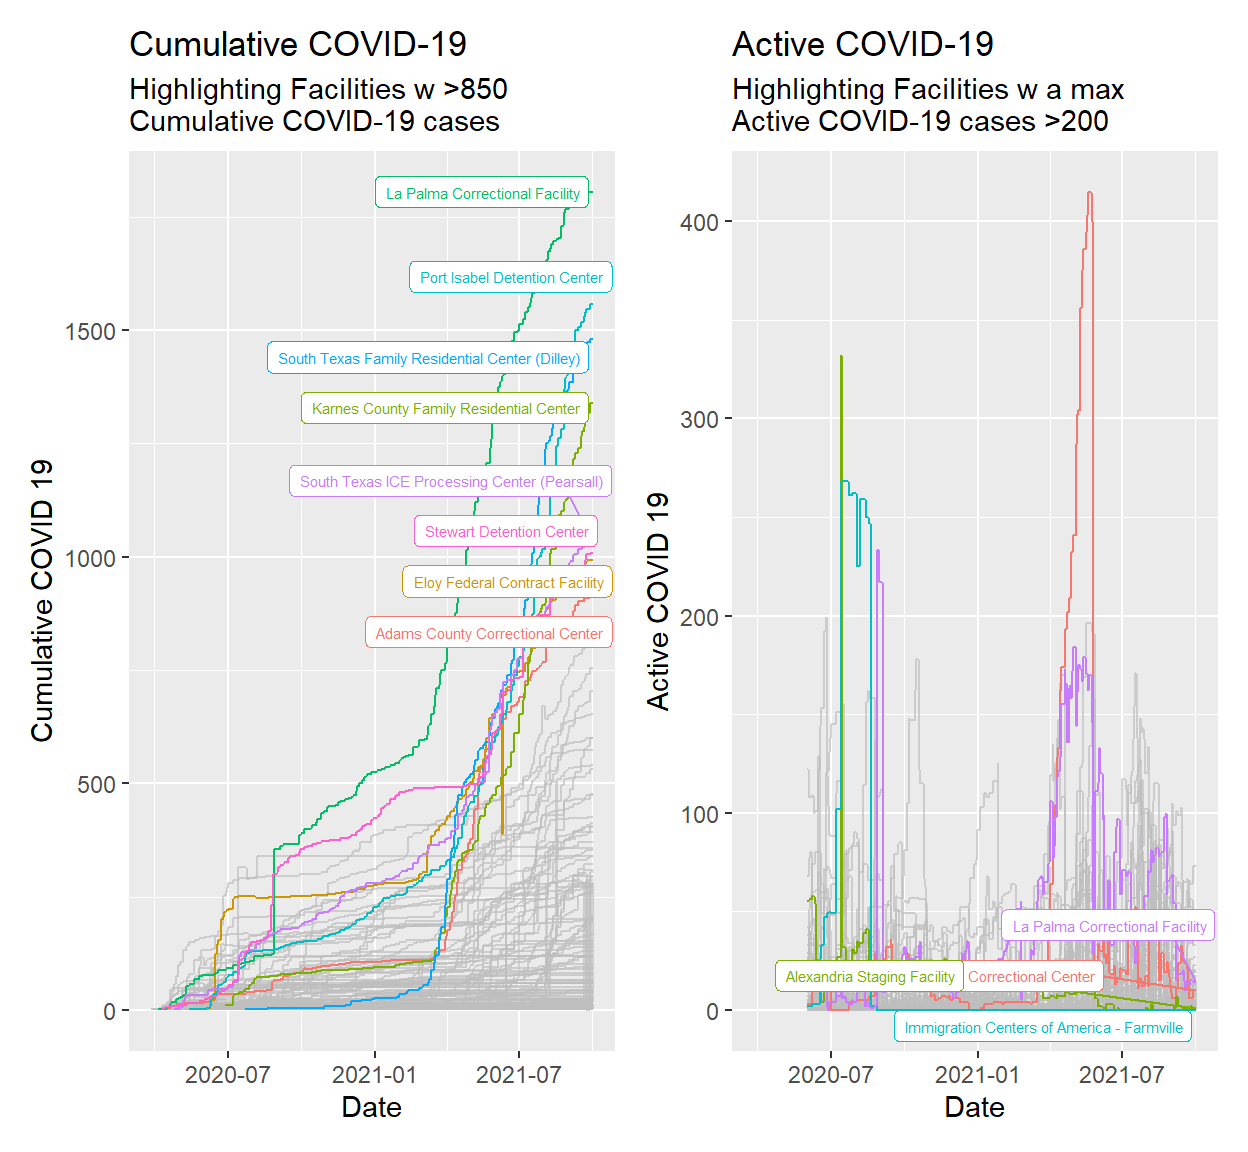 Cumulative COVID-19
Highlighting Facilities w >850
Cumulative COVID-19 cases
Cumulative COVID 19
1500
1000
500
0
La Palma Correctional Facility
Port Isabel Detention Center
South Texas Family Residential Center (Dilley)
Karnes County Family Residential Center
South Texas ICE Processing Center (Pearsall)
Stewart Detention Center
Eloy Federal Contract Facility
Adams County Correctional Center
2020-07
2021-01
2021-07
Date
Active COVID-19
Highlighting Facilities w a max
Active COVID-19 cases >200
Active COVID 19
400
300
200
100
0
La Palma Correctional Facility
Alexandria Staging Facility
Correctional Center
Immigration Centers of America - Farmville
2020-07
2021-01
2021-07
Date